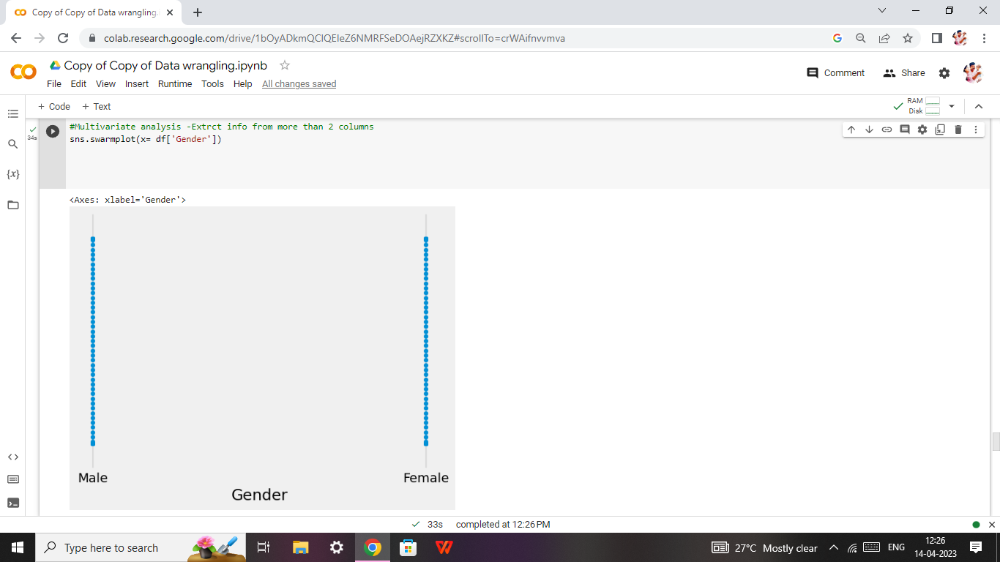 Copy of Copy of Data wrangling.
colab.research.google.com/drive/1bOyADkmQClQEIeZ6NMRFSeDOAejRZXKZ#scrollTo=crWAifnvvmva
Copy of Copy of Data wrangling.ipynb
Comment
Share
File Edit View Insert Runtime Tools Help All changes saved
+ Code + Text
RAM
Disk
34s
#Multivariate analysis -Extrct info from more than 2 columns
sns.swarmplot(x= df['Gender'])
{x}
<Axes: xlabel='Gender'>
Male
Female
Gender
33s completed at 12:26 PM
Type here to search
27°C Mostly clear
ENG
12:26
14-04-2023